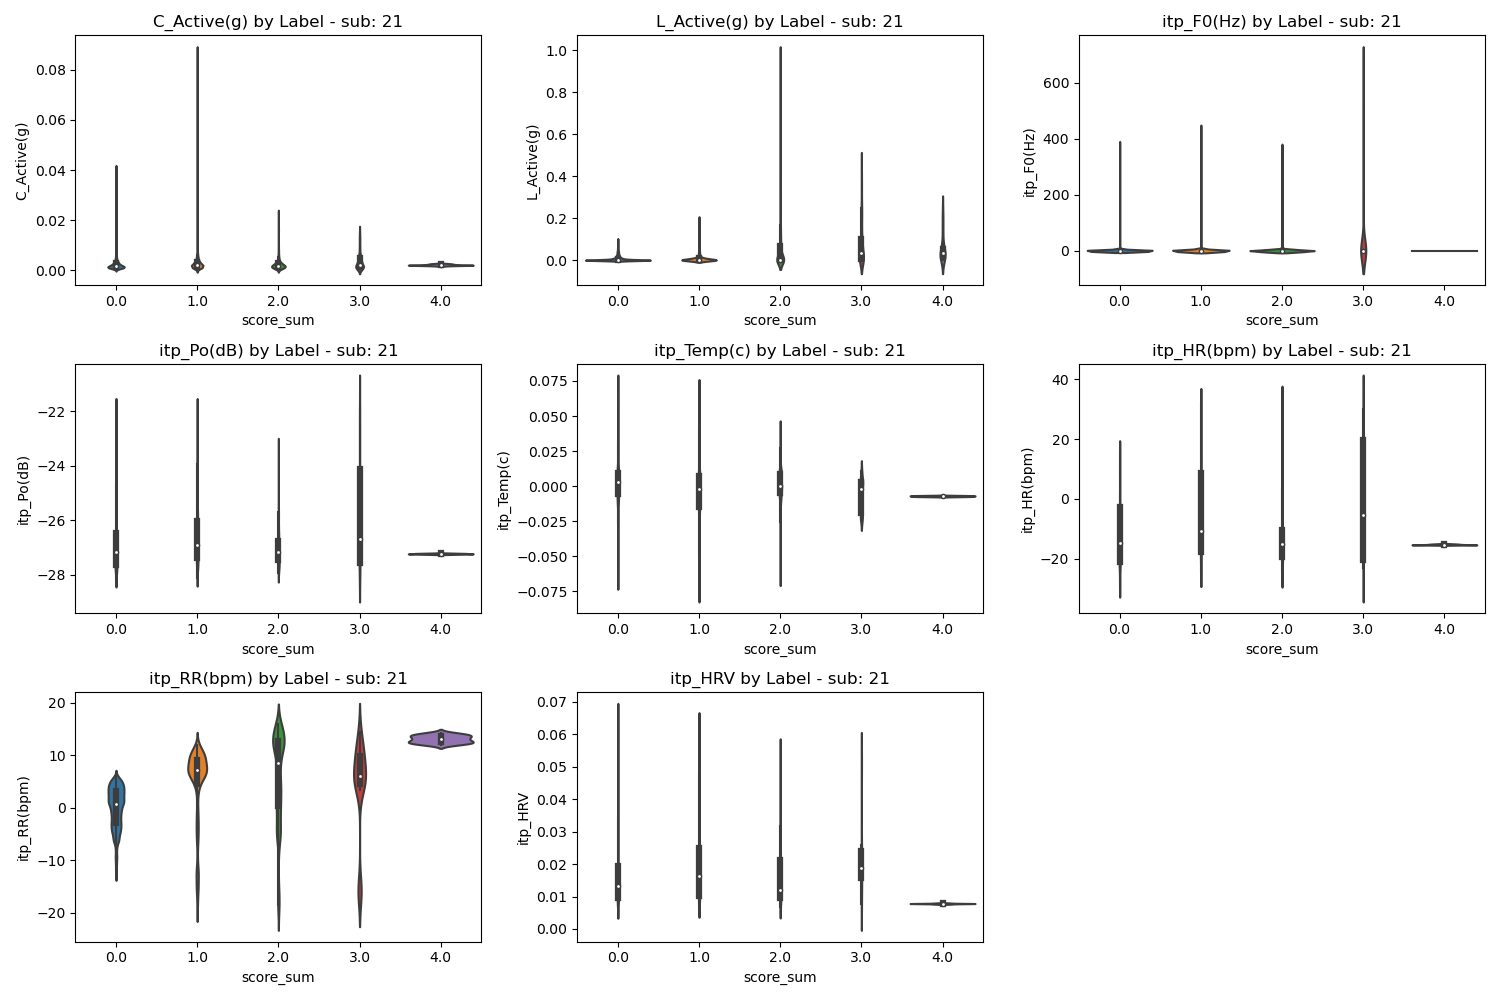 C_Active(g) by Label - sub: 21
L_Active(g) by Label - sub: 21
itp_F0(Hz) by Label - sub: 21
C_Active(g)
0.08
0.06
0.04
0.02
0.00
0.0 1.0 2.0 3.0 4.0
score_sum
L_Active(g)
1.0
0.8
0.6
0.4
0.2
0.0
0.0 1.0 2.0 3.0 4.0
score_sum
itp_F0(Hz)
600
400
200
0
0.0 1.0 2.0 3.0 4.0
score_sum
itp_Po(dB) by Label - sub: 21
itp_Temp(c) by Label - sub: 21
itp_HR(bpm) by Label - sub: 21
itp_Po(dB)
−22
−24
−26
−28
0.0 1.0 2.0 3.0 4.0
score_sum
itp_Temp(c)
0.075
0.050
0.025
0.000
−0.025
−0.050
−0.075
0.0 1.0 2.0 3.0 4.0
score_sum
itp_HR(bpm)
40
20
0
−20
0.0 1.0 2.0 3.0 4.0
score_sum
itp_RR(bpm) by Label - sub: 21
itp_HRV by Label - sub: 21
itp_RR(bpm)
20
10
0
−10
−20
0.0 1.0 2.0 3.0 4.0
score_sum
itp_HRV
0.07
0.06
0.05
0.04
0.03
0.02
0.01
0.00
0.0 1.0 2.0 3.0 4.0
score_sum